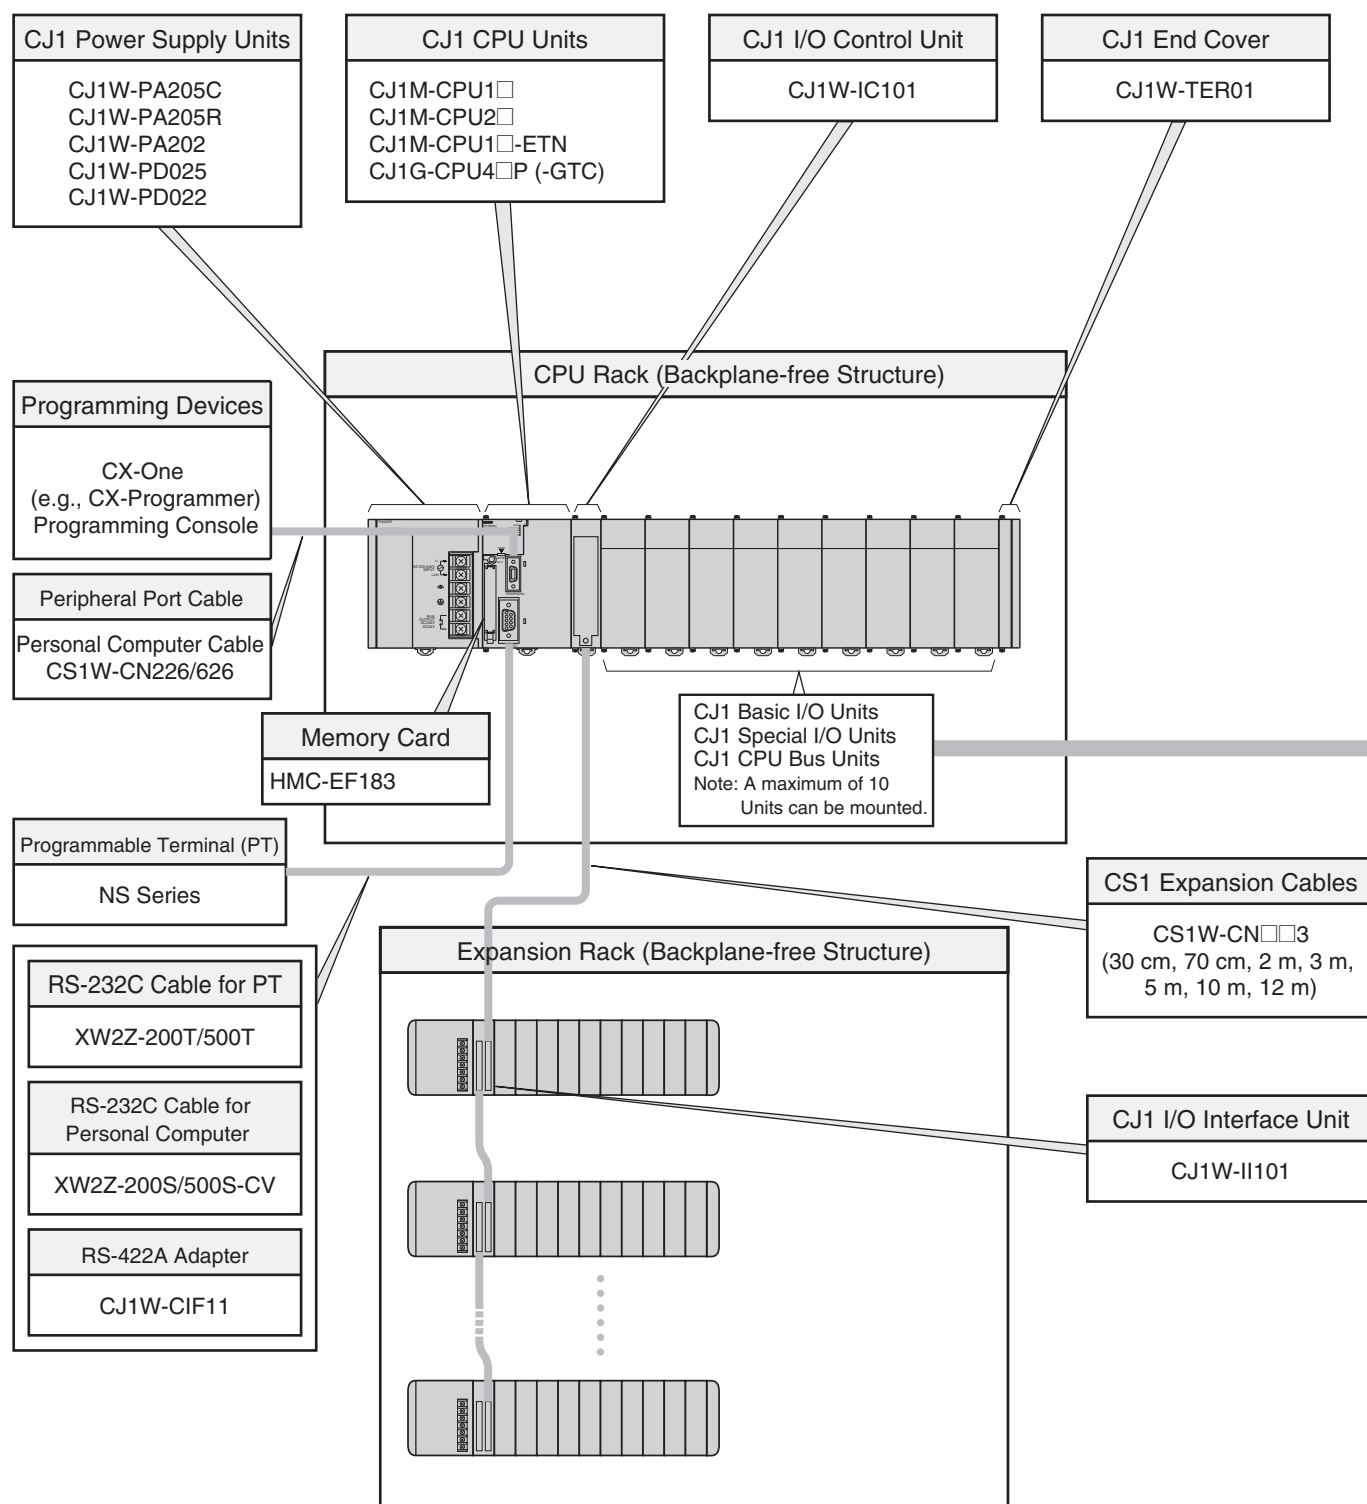 CJ1 Power Supply Units
CJ1W-PA205C
CJ1W-PA205R
CJ1W-PA202
CJ1W-PD025
CJ1W-PD022
CJ1 CPU Units
CJ1M-CPU1□
CJ1M-CPU2□
CJ1M-CPU1□-ETN
CJ1G-CPU4□P (-GTC)
CJ1 I/O Control Unit
CJ1W-IC101
CJ1 End Cover
CJ1W-TER01
CPU Rack (Backplane-free Structure)
Programming Devices
CX-One
(e.g., CX-Programmer)
Programming Console
Peripheral Port Cable
Personal Computer Cable
CS1W-CN226/626
Memory Card
HMC-EF183
CJ1 Basic I/O Units
CJ1 Special I/O Units
CJ1 CPU Bus Units
Note: A maximum of 10
Units can be mounted.
Programmable Terminal (PT)
NS Series
CS1 Expansion Cables
CS1W-CN□□3
(30 cm, 70 cm, 2 m, 3 m,
5 m, 10 m, 12 m)
Expansion Rack (Backplane-free Structure)
RS-232C Cable for PT
XW2Z-200T/500T
RS-232C Cable for
Personal Computer
XW2Z-200S/500S-CV
RS-422A Adapter
CJ1W-CIF11
CJ1 I/O Interface Unit
CJ1W-II101